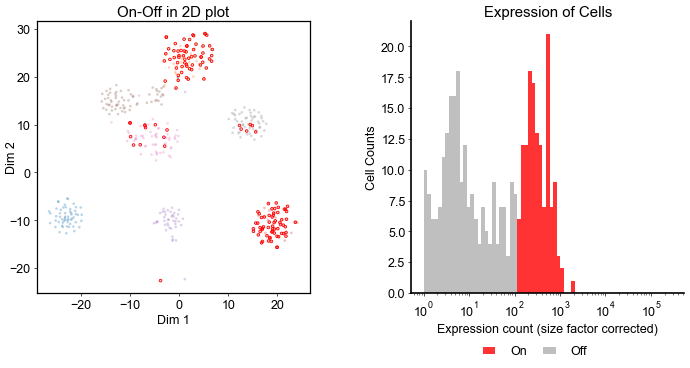 On-Off in 2D plot
Dim 2
30
20
10
0
−10
−20
−20 −10 0 10 20
Dim 1
Expression of Cells
Cell Counts
20.0
17.5
15.0
12.5
10.0
7.5
5.0
2.5
0.0
10⁰ 10¹ 10² 10³ 10⁴ 10⁵
Expression count (size factor corrected)
On Off